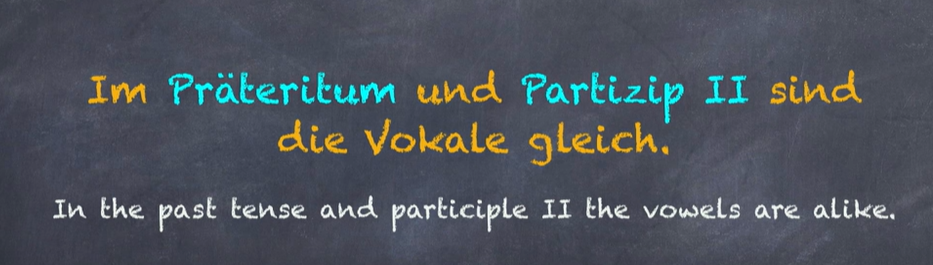 Im Präteritum und Partizip II sind
die Vokale gleich.
In the past tense and participle II the vowels are alike.